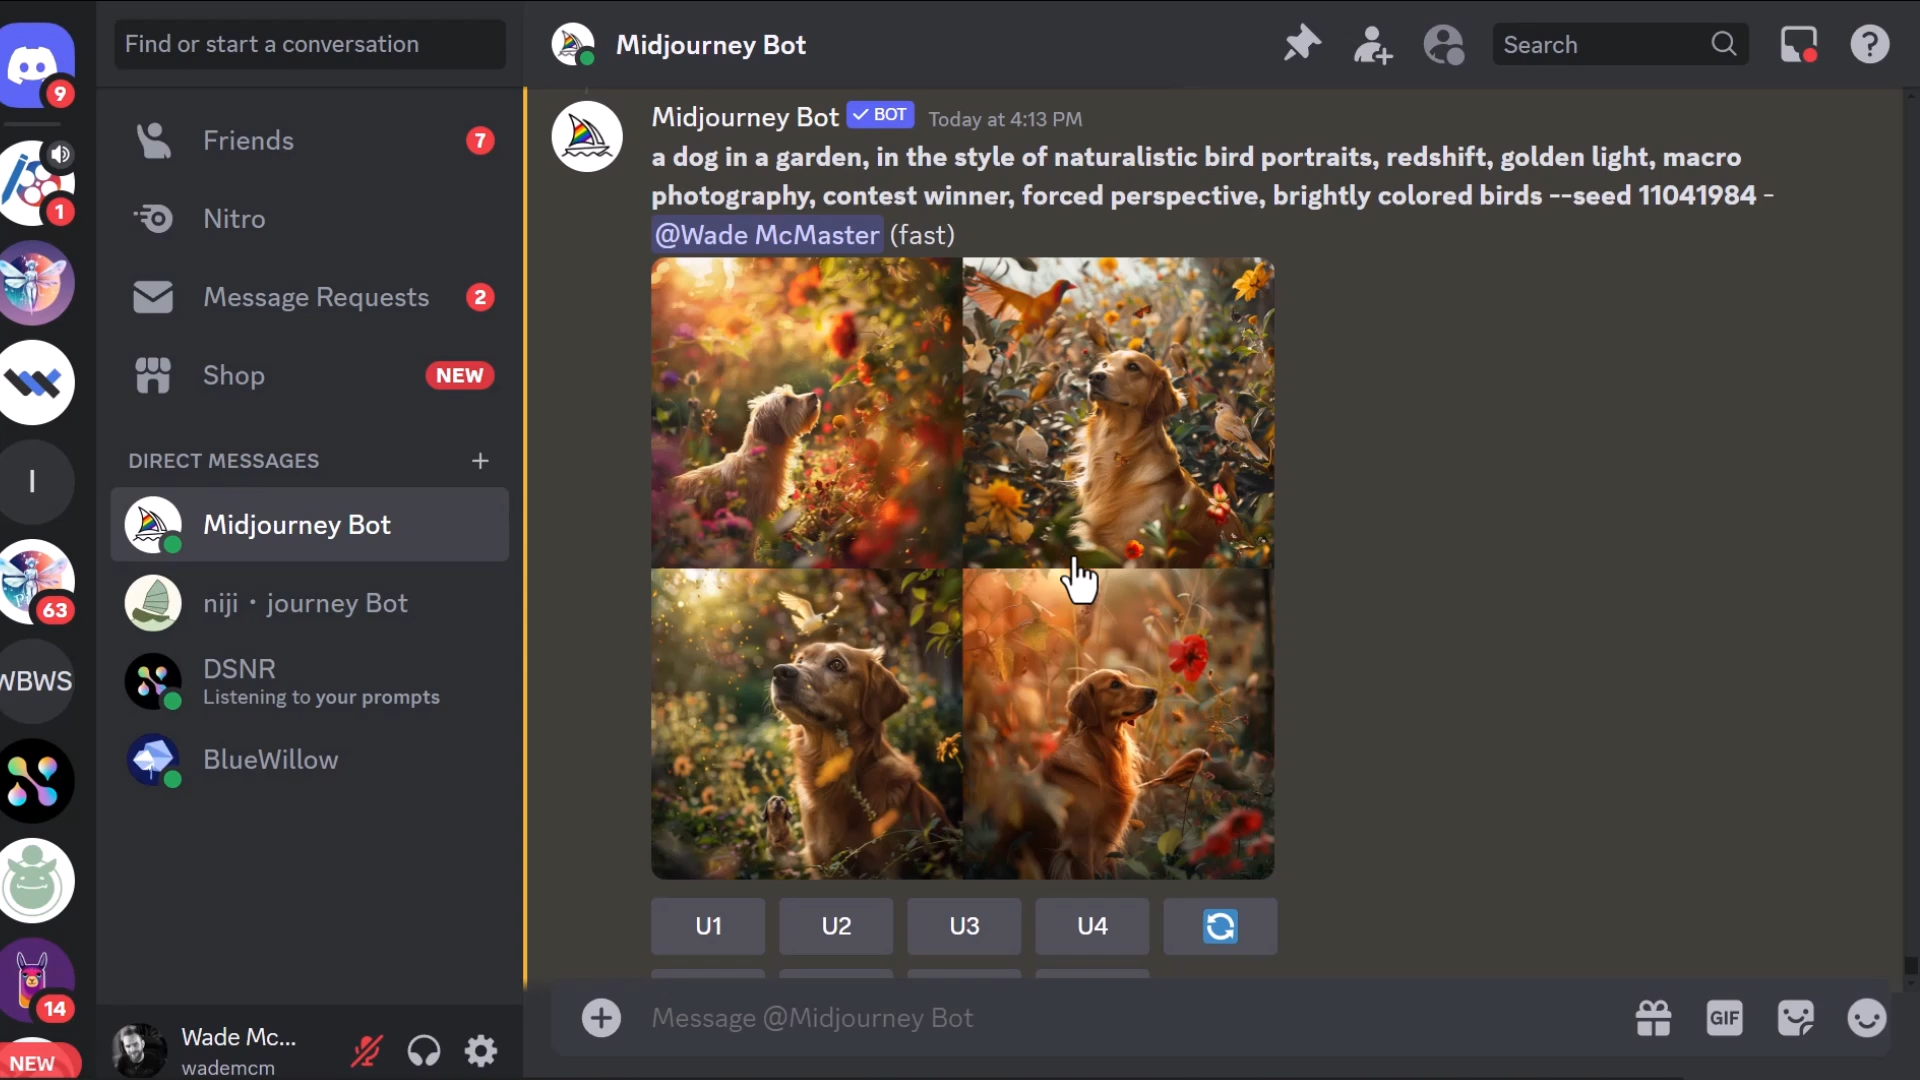 Find or start a conversation
9
Friends
7
1
Nitro
Message Requests
2
Shop
NEW
DIRECT MESSAGES
I
Midjourney Bot
niji・journey Bot
63
DSNR
Listening to your prompts
WBWS
BlueWillow
14
NEW
Wade Mc...
wademcm
Midjourney Bot
Search
Midjourney Bot BOT Today at 4:13 PM
a dog in a garden, in the style of naturalistic bird portraits, redshift, golden light, macro
photography, contest winner, forced perspective, brightly colored birds --seed 11041984 -
@Wade McMaster (fast)
U1 U2 U3 U4
Message @Midjourney Bot
GIF